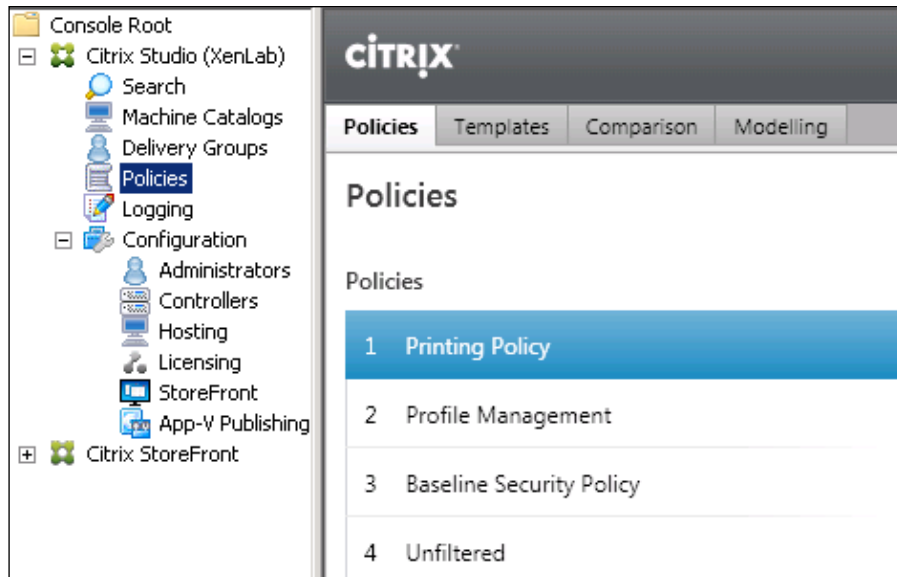 Console Root
Citrix Studio (XenLab)
Search
Machine Catalogs
Delivery Groups
Policies
Logging
Configuration
Administrators
Controllers
Hosting
Licensing
StoreFront
App-V Publishing
Citrix StoreFront
CİTRIX
Policies Templates Comparison Modelling
Policies
Policies
1 Printing Policy
2 Profile Management
3 Baseline Security Policy
4 Unfiltered